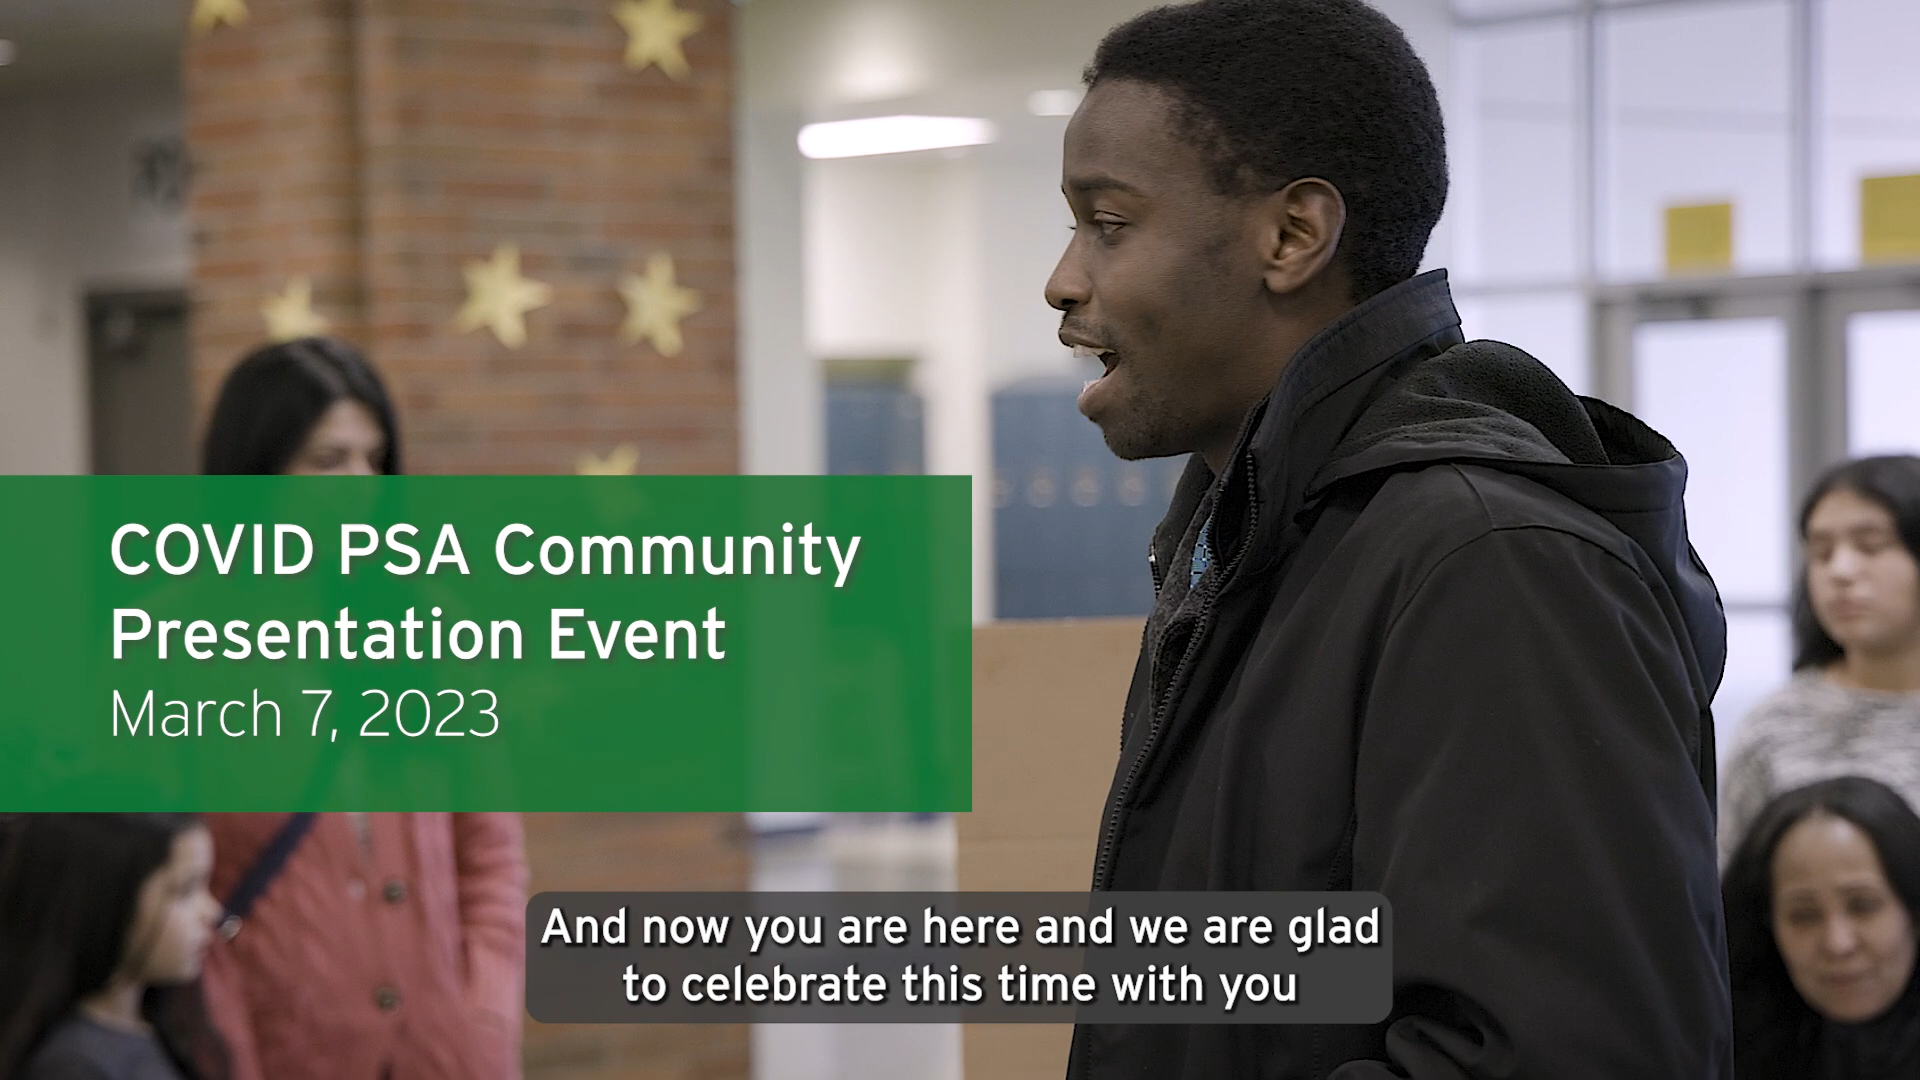 COVID PSA Community
Presentation Event
March 7, 2023
And now you are here and we are glad
to celebrate this time with you